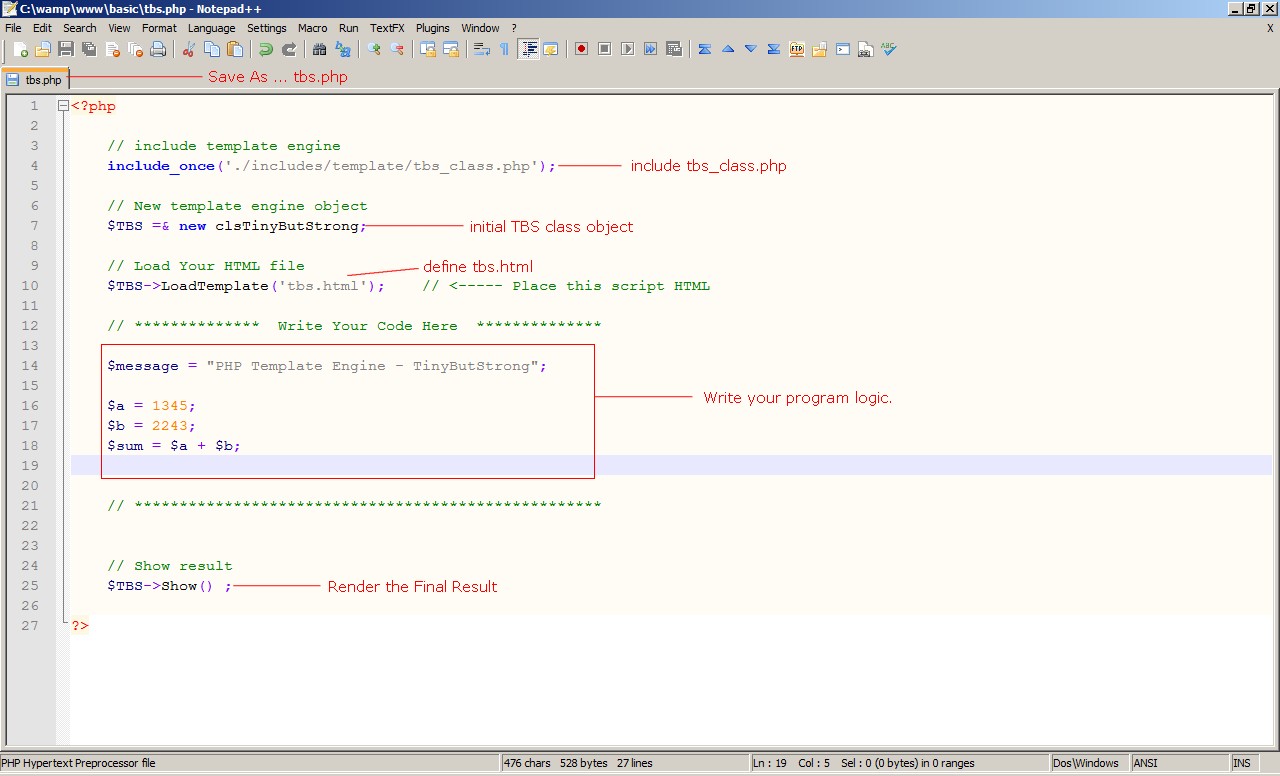 C:\wamp\www\basic\tbs.php - Notepad++
File Edit Search View Format Language Settings Macro Run TextFX Plugins Window ? X
FTP ABC
tbs.php Save As ... tbs.php
1 <?php
2
3 // include template engine
4 include_once('./includes/template/tbs_class.php'); include tbs_class.php
5
6 // New template engine object
7 $TBS =& new clsTinyButStrong; initial TBS class object
8
9 // Load Your HTML file
define tbs.html
10 $TBS->LoadTemplate('tbs.html'); // <----- Place this script HTML
11
12 // ************** Write Your Code Here **************
13
14 $message = "PHP Template Engine - TinyButStrong";
15
Write your program logic.
16 $a = 1345;
17 $b = 2243;
18 $sum = $a + $b;
19
20
21 // ****************************************************
22
23
24 // Show result
25 $TBS->Show() ; Render the Final Result
26
27 ?>
PHP Hypertext Preprocessor file 476 chars 528 bytes 27 lines Ln : 19 Col : 5 Sel : 0 (0 bytes) in 0 ranges Dos\Windows ANSI INS